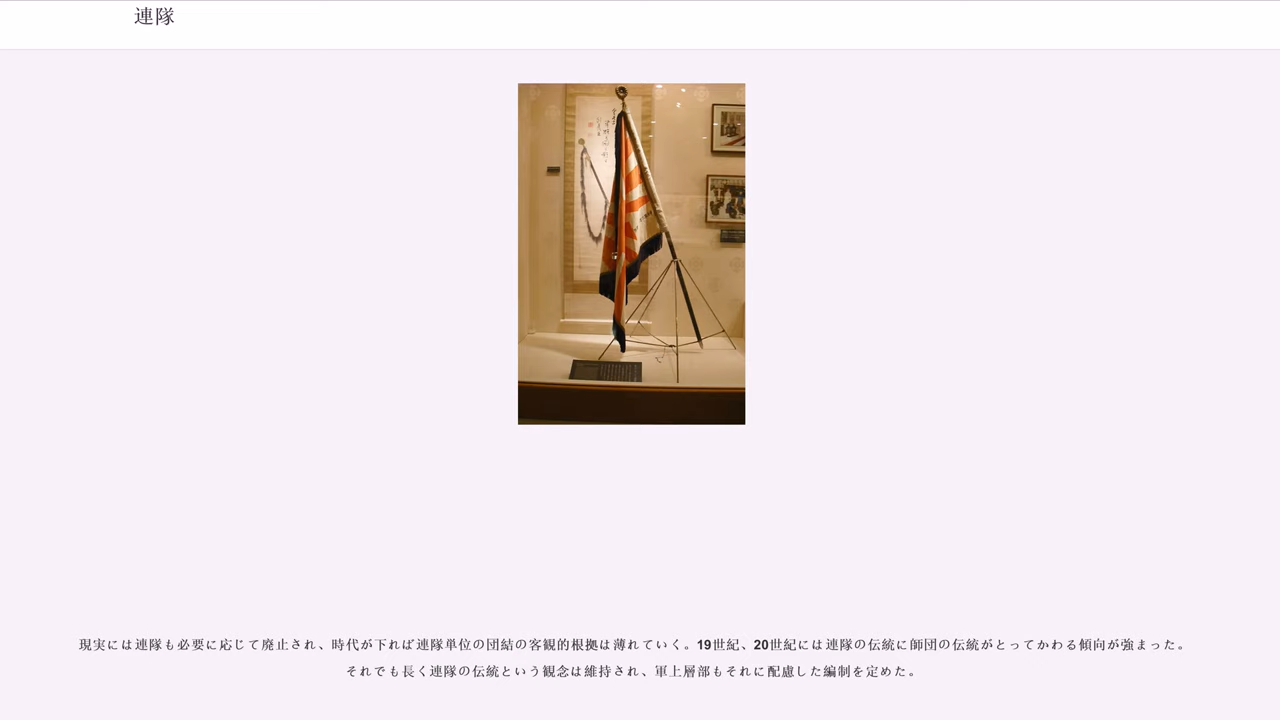 連隊
現実には連隊も必要に応じて廃止され、時代が下れば連隊単位の団結の客観的根拠は薄れていく。19世紀、20世紀には連隊の伝統に師団の伝統がとってかわる傾向が強まった。
それでも長く連隊の伝統という観念は維持され、軍上層部もそれに配慮した編制を定めた。